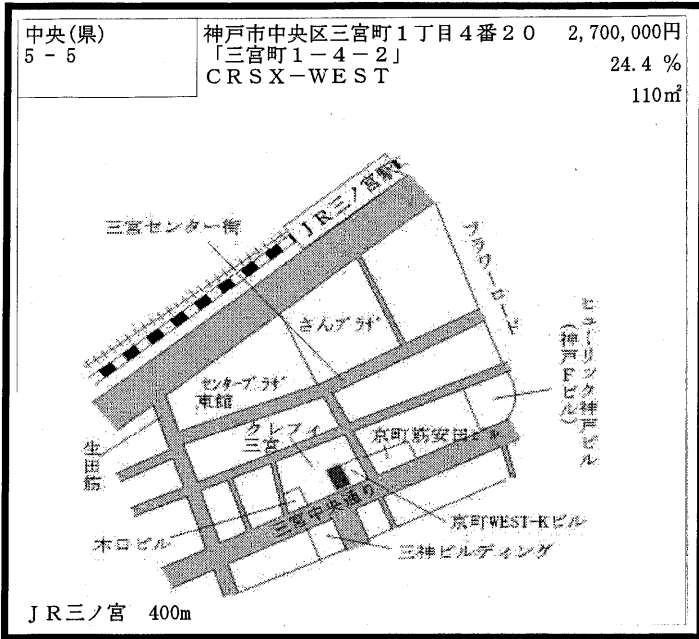 中央(県)
5-5
神戸市中央区三宮町1丁目4番20
2,700,000円
「三宮町1-4-2」
24.4 %
CRSX-WEST
110㎡
三宮センター街
JR三ノ宮駅
フラワーロード
さんプラザ
センタープラザ
東館
ヒューリック神戸ビル
(神戸Fビル)
生田筋
クレフィ
三宮
京町筋安田ビル
三宮中央通り
木口ビル
京町WEST-Kビル
三神ビルディング
JR三ノ宮 400m